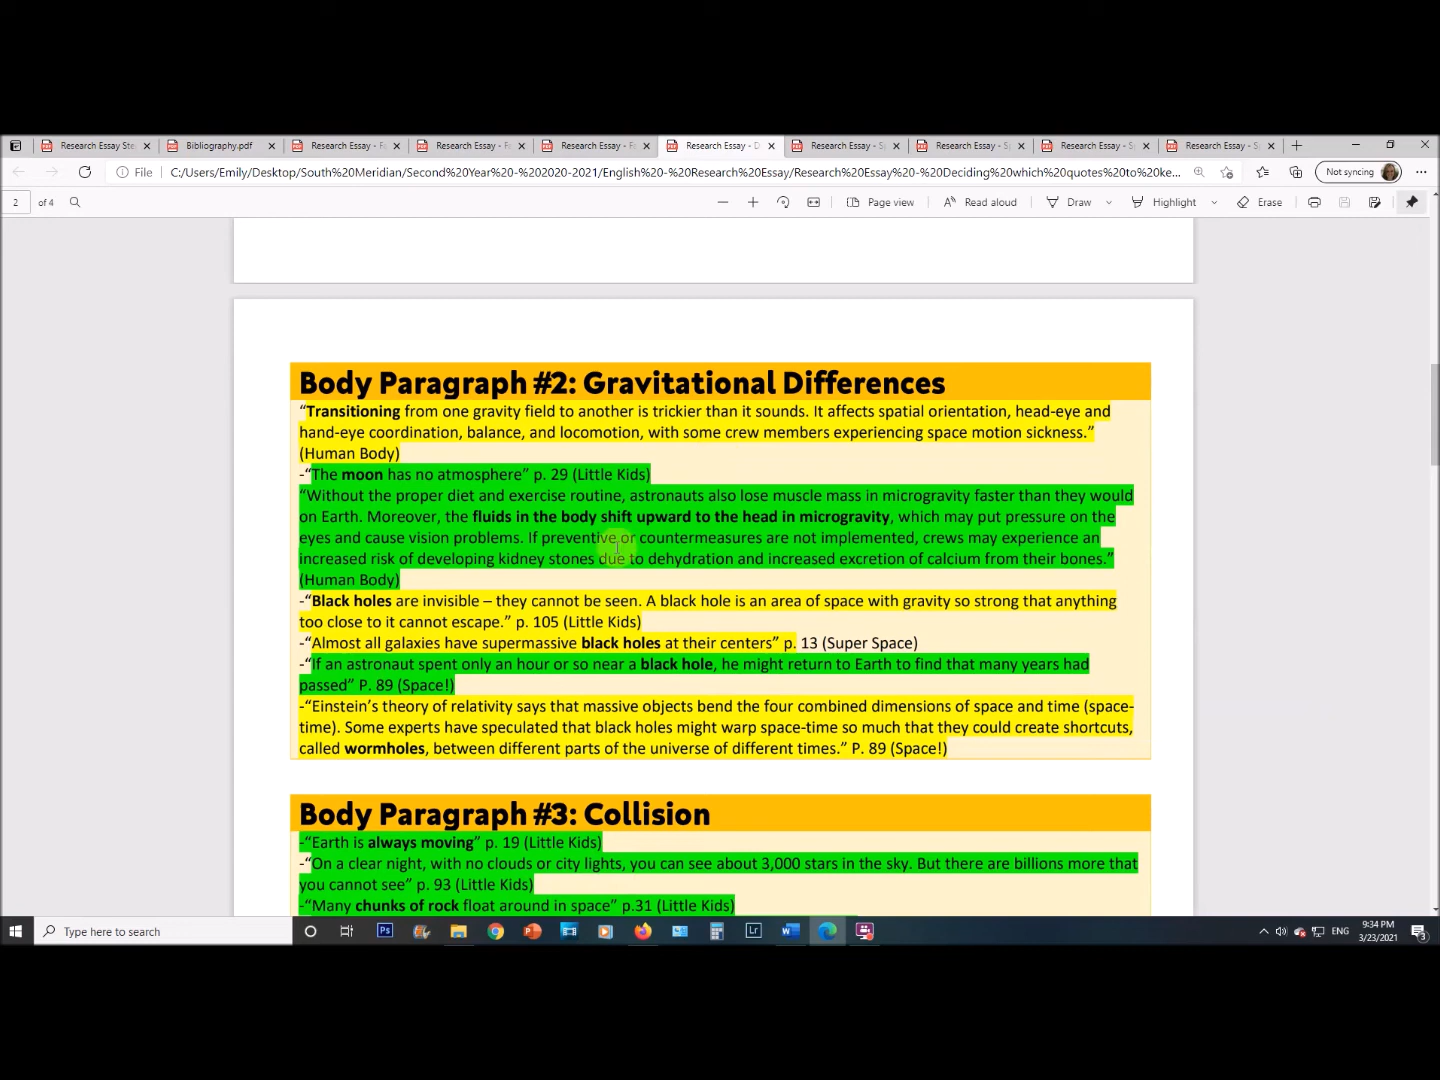 Research Essay Ste
Bibliography.pdf
Research Essay - Fo
Research Essay - Fo
Research Essay - Fo
Research Essay - D
Research Essay - S
Research Essay - S
Research Essay - S
Research Essay - S
File
C:/Users/Emily/Desktop/South%20Meridian/Second%20Year%20-%202020-2021/English%20-%20Research%20Essay/Research%20Essay%20-%20Deciding%20which%20quotes%20to%20ke...
Not syncing
2 of 4
Page view
Read aloud
Draw
Highlight
Erase
Body Paragraph #2: Gravitational Differences
“Transitioning from one gravity field to another is trickier than it sounds. It affects spatial orientation, head-eye and
hand-eye coordination, balance, and locomotion, with some crew members experiencing space motion sickness.”
(Human Body)
-“The moon has no atmosphere” p. 29 (Little Kids)
“Without the proper diet and exercise routine, astronauts also lose muscle mass in microgravity faster than they would
on Earth. Moreover, the fluids in the body shift upward to the head in microgravity, which may put pressure on the
eyes and cause vision problems. If preventive or countermeasures are not implemented, crews may experience an
increased risk of developing kidney stones due to dehydration and increased excretion of calcium from their bones.”
(Human Body)
-“Black holes are invisible – they cannot be seen. A black hole is an area of space with gravity so strong that anything
too close to it cannot escape.” p. 105 (Little Kids)
-“Almost all galaxies have supermassive black holes at their centers” p. 13 (Super Space)
-“If an astronaut spent only an hour or so near a black hole, he might return to Earth to find that many years had
passed” P. 89 (Space!)
-“Einstein’s theory of relativity says that massive objects bend the four combined dimensions of space and time (space-
time). Some experts have speculated that black holes might warp space-time so much that they could create shortcuts,
called wormholes, between different parts of the universe of different times.” P. 89 (Space!)
Body Paragraph #3: Collision
-“Earth is always moving” p. 19 (Little Kids)
-“On a clear night, with no clouds or city lights, you can see about 3,000 stars in the sky. But there are billions more that
you cannot see” p. 93 (Little Kids)
-“Many chunks of rock float around in space” p.31 (Little Kids)
Type here to search
Ps
Lr
ENG
9:34 PM
3/23/2021
3